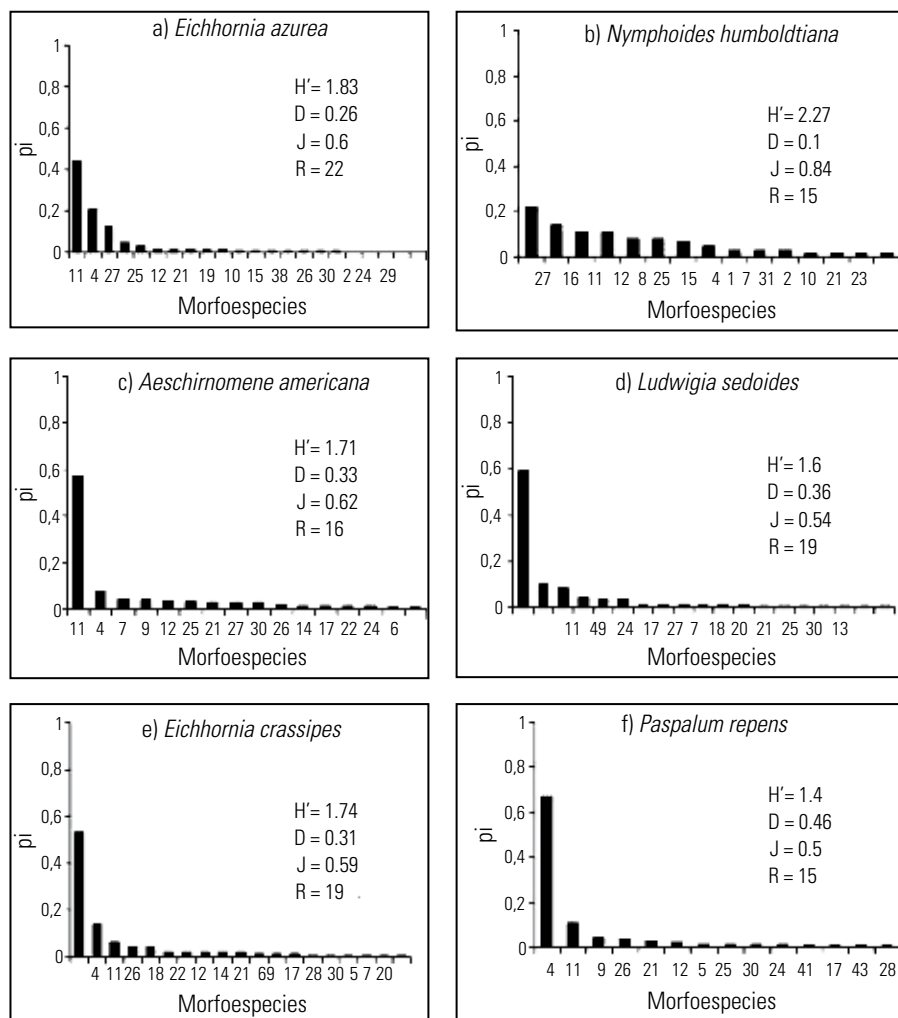 a) Eichhornia azurea
1
0,8
0,6
0,4
0,2
0
pi
H'= 1.83
D = 0.26
J = 0.6
R = 22
11 4 27 25 12 21 19 10 15 38 26 30 2 24 29
Morfoespecies
b) Nymphoides humboldtiana
1
0,8
0,6
0,4
0,2
0
pi
H'= 2.27
D = 0.1
J = 0.84
R = 15
27 16 11 12 8 25 15 4 1 7 31 2 10 21 23
Morfoespecies
c) Aeschirnomene americana
1
0,8
0,6
0,4
0,2
0
pi
H'= 1.71
D = 0.33
J = 0.62
R = 16
11 4 7 9 12 25 21 27 30 26 14 17 22 24 6
Morfoespecies
d) Ludwigia sedoides
1
0,8
0,6
0,4
0,2
0
pi
H'= 1.6
D = 0.36
J = 0.54
R = 19
11 49 24 17 27 7 18 20 21 25 30 13
Morfoespecies
e) Eichhornia crassipes
1
0,8
0,6
0,4
0,2
0
pi
H'= 1.74
D = 0.31
J = 0.59
R = 19
4 11 26 18 22 12 14 21 69 17 28 30 5 7 20
Morfoespecies
f) Paspalum repens
1
0,8
0,6
0,4
0,2
0
pi
H'= 1.4
D = 0.46
J = 0.5
R = 15
4 11 9 26 21 12 5 25 30 24 41 17 43 28
Morfoespecies